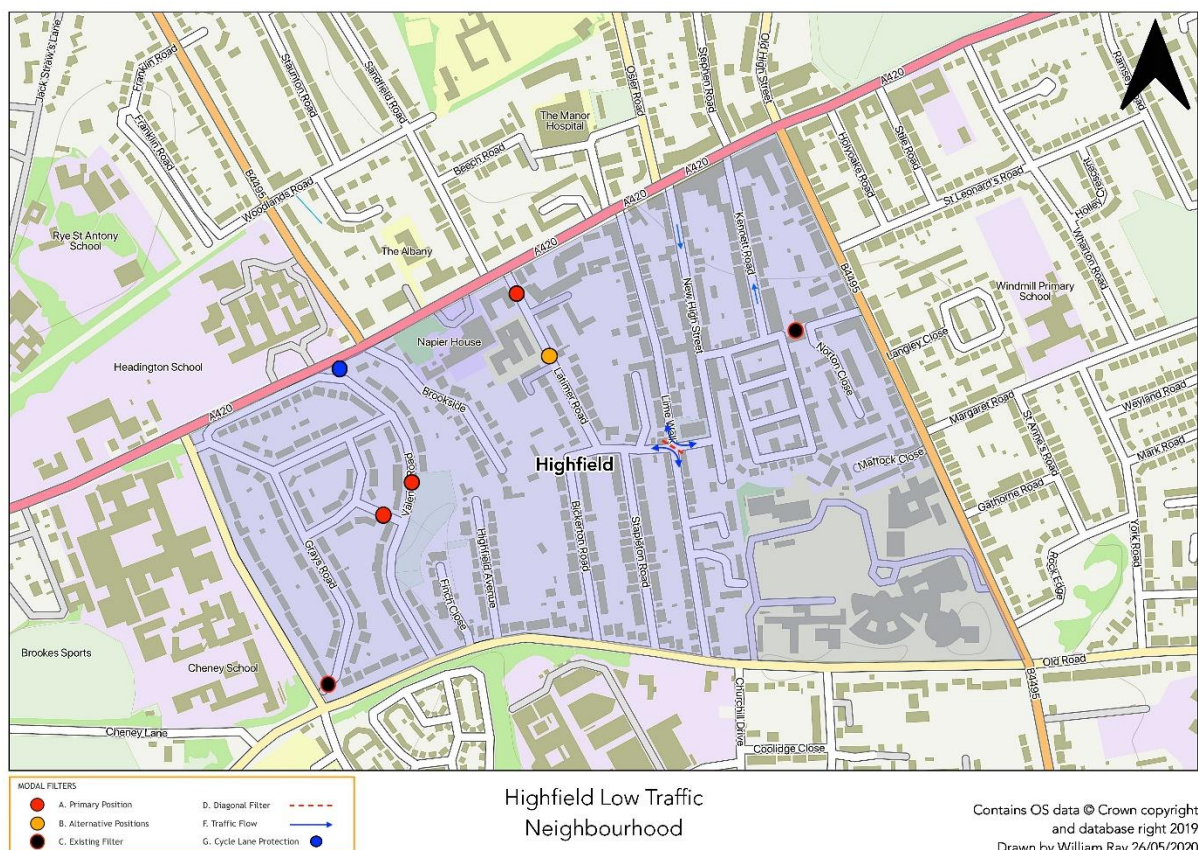 Jack Straw's Lane
Franklin Road
Franklin Road
Staunton Road
Sandfield Road
Osler Road
Stephen Road
Old High Street
A420
Ramse
The Manor
Hospital
Beech Road
B4495
Woodlands Road
Holyoake Road
Stile Road
St Leonard's Road
Holley
Crescent
Wharton Road
Rye St Antony
School
The Albany
A420
A420
A420
Kennett Road
New High Street
B4495
Windmill Primary
School
Langley Close
Norton Close
Napier House
Headington School
Latimer Road
Brookside
Lime Walk
Margaret Road
St Anne's Road
Weyland Road
Mark Road
A420
Highfield
Mattock Close
Gathorne Road
York Road
Rock Edge
Valentia Road
Grays Road
Highfield Avenue
Finch Close
Bickerton Road
Stapleton Road
Brookes Sports
Cheney School
Old Road
B4495
Cheney Lane
Churchill Drive
Coolidge Close
MODAL FILTERS
A. Primary Position
B. Alternative Positions
C. Existing Filter
D. Diagonal Filter
F. Traffic Flow
G. Cycle Lane Protection
Highfield Low Traffic
Neighbourhood
Contains OS data © Crown copyright
and database right 2019
Drawn by William Ray 26/05/2020